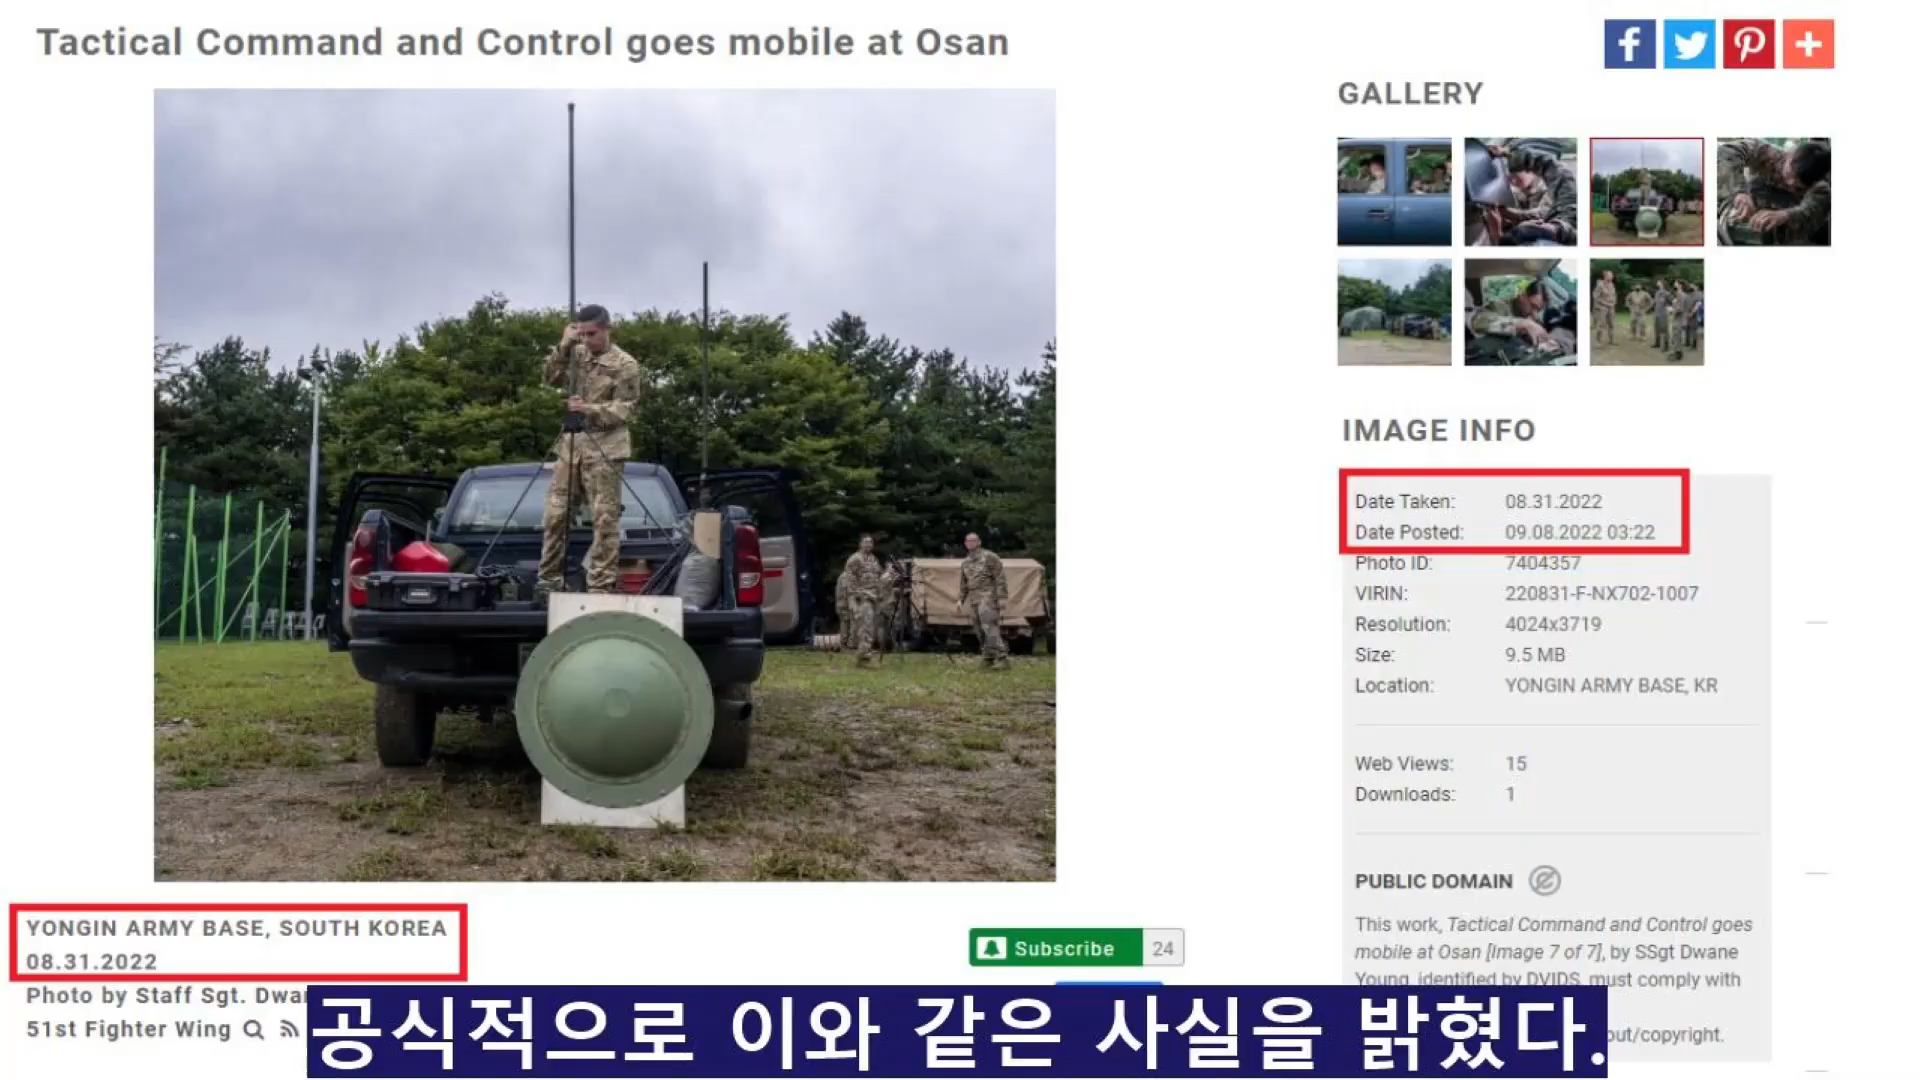 Tactical Command and Control goes mobile at Osan
GALLERY
IMAGE INFO
Date Taken: 08.31.2022
Date Posted: 09.08.2022 03:22
Photo ID: 7404357
VIRIN: 220831-F-NX702-1007
Resolution: 4024x3719
Size: 9.5 MB
Location: YONGIN ARMY BASE, KR
Web Views: 15
Downloads: 1
PUBLIC DOMAIN
This work, Tactical Command and Control goes
mobile at Osan [Image 7 of 7], by SSgt Dwane
Young, identified by DVIDS, must comply with
out/copyright.
YONGIN ARMY BASE, SOUTH KOREA
08.31.2022
Photo by Staff Sgt.
51st Fighter Wing
Subscribe 24
공식적으로 이와 같은 사실을 밝혔다.